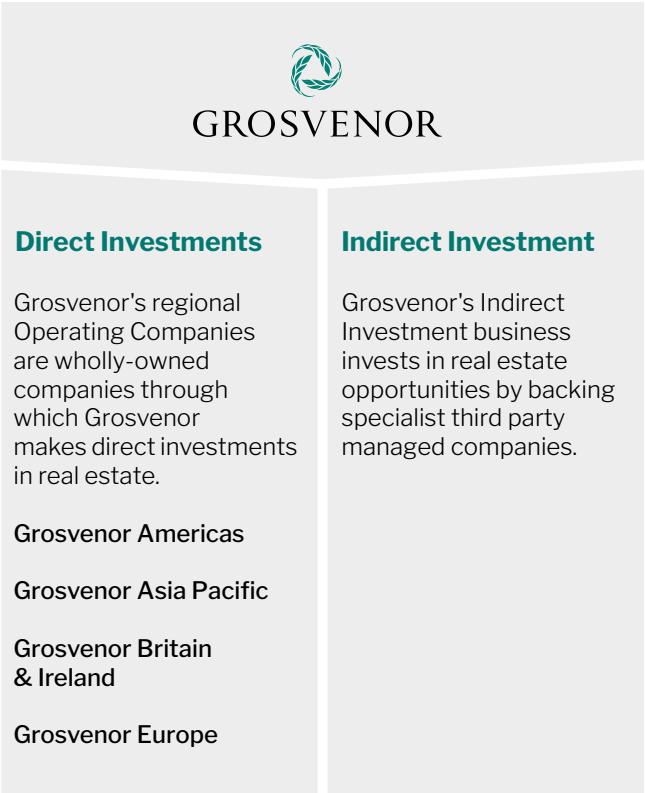 GROSVENOR
Direct Investments
Grosvenor's regional
Operating Companies
are wholly-owned
companies through
which Grosvenor
makes direct investments
in real estate.
Grosvenor Americas
Grosvenor Asia Pacific
Grosvenor Britain
& Ireland
Grosvenor Europe
Indirect Investment
Grosvenor's Indirect
Investment business
invests in real estate
opportunities by backing
specialist third party
managed companies.